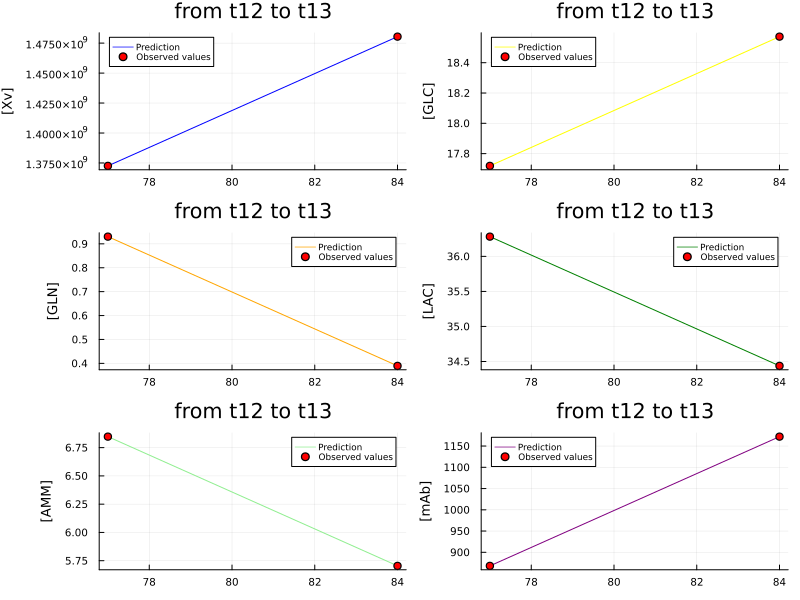 from t12 to t13
[Xv]
1.4750×10⁹
1.4500×10⁹
1.4250×10⁹
1.4000×10⁹
1.3750×10⁹
Prediction
Observed values
78 80 82 84
from t12 to t13
[GLC]
18.4
18.2
18.0
17.8
Prediction
Observed values
78 80 82 84
from t12 to t13
[GLN]
0.9
0.8
0.7
0.6
0.5
0.4
Prediction
Observed values
78 80 82 84
from t12 to t13
[LAC]
36.0
35.5
35.0
34.5
Prediction
Observed values
78 80 82 84
from t12 to t13
[AMM]
6.75
6.50
6.25
6.00
5.75
Prediction
Observed values
78 80 82 84
from t12 to t13
[mAb]
1150
1100
1050
1000
950
900
Prediction
Observed values
78 80 82 84